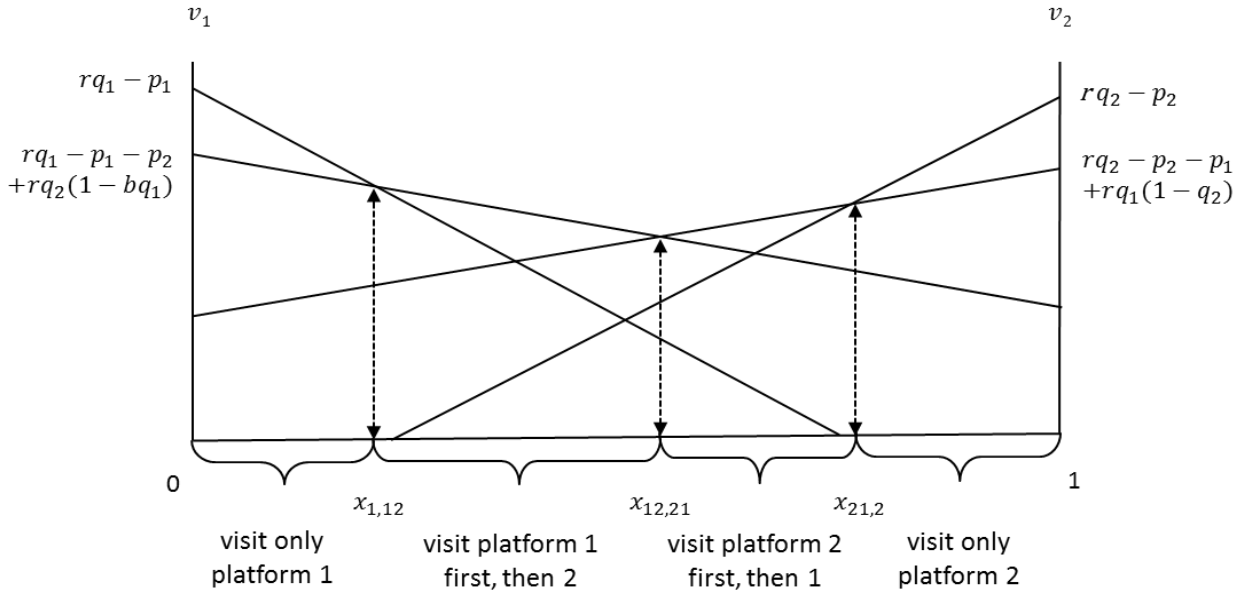 v₁
v₂
rq₁ − p₁
rq₂ − p₂
rq₁ − p₁ − p₂
+rq₂(1 − bq₁)
rq₂ − p₂ − p₁
+rq₁(1 − q₂)
0
1
x₁,₁₂
x₁₂,₂₁
x₂₁,₂
visit only
platform 1
visit platform 1
first, then 2
visit platform 2
first, then 1
visit only
platform 2